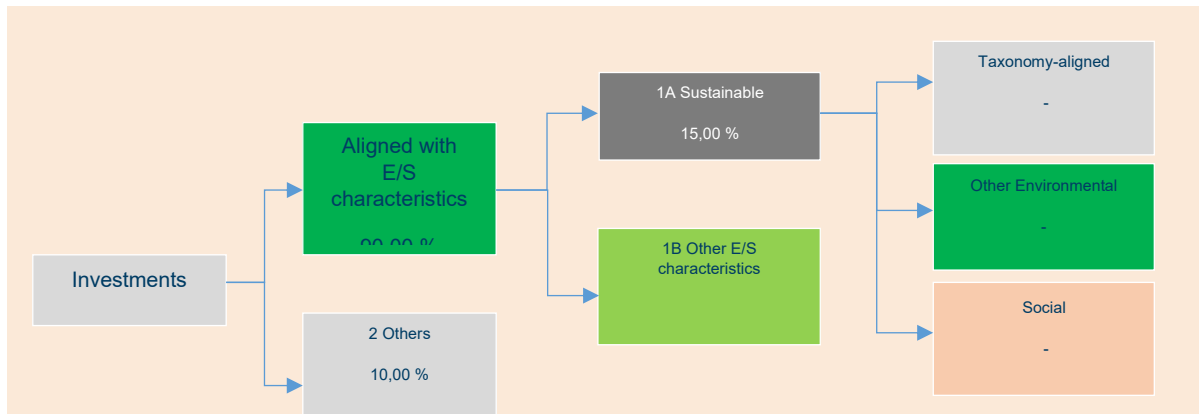 Investments
Aligned with
E/S
characteristics
2 Others
10,00 %
1A Sustainable
15,00 %
1B Other E/S
characteristics
Taxonomy-aligned
-
Other Environmental
-
Social
-